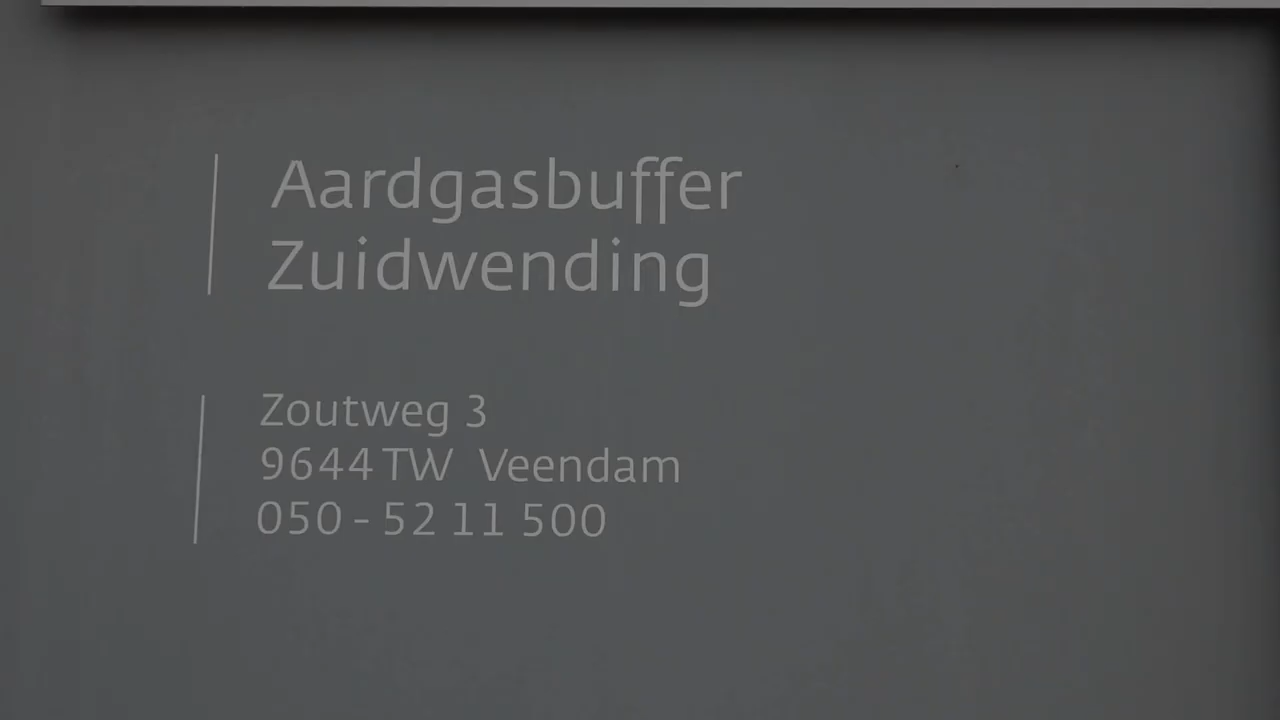 Aardgasbuffer
Zuidwending
Zoutweg 3
9644 TW Veendam
050 - 52 11 500